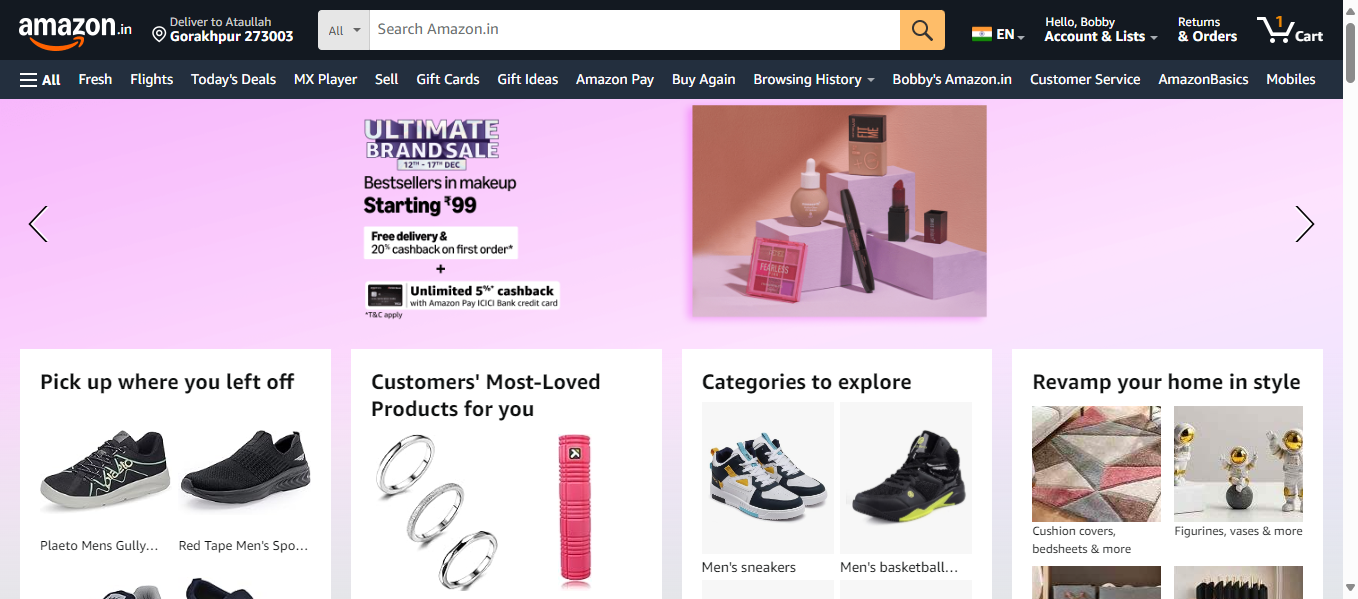 amazon.in
Deliver to Ataullah
Gorakhpur 273003
All
Search Amazon.in
EN
Hello, Bobby
Account & Lists
Returns
& Orders
1
Cart
All
Fresh
Flights
Today's Deals
MX Player
Sell
Gift Cards
Gift Ideas
Amazon Pay
Buy Again
Browsing History
Bobby's Amazon.in
Customer Service
AmazonBasics
Mobiles
ULTIMATE
BRAND SALE
12TH - 17TH DEC
Bestsellers in makeup
Starting ₹99
Free delivery &
20% cashback on first order*
+
Unlimited 5%* cashback
with Amazon Pay ICICI Bank credit card
*T&C apply
FIT
ME
FEARLESS
Pick up where you left off
Plaeto Mens Gully...
Red Tape Men's Spo...
Customers' Most-Loved
Products for you
Categories to explore
Men's sneakers
Men's basketball...
Revamp your home in style
Cushion covers,
bedsheets & more
Figurines, vases & more